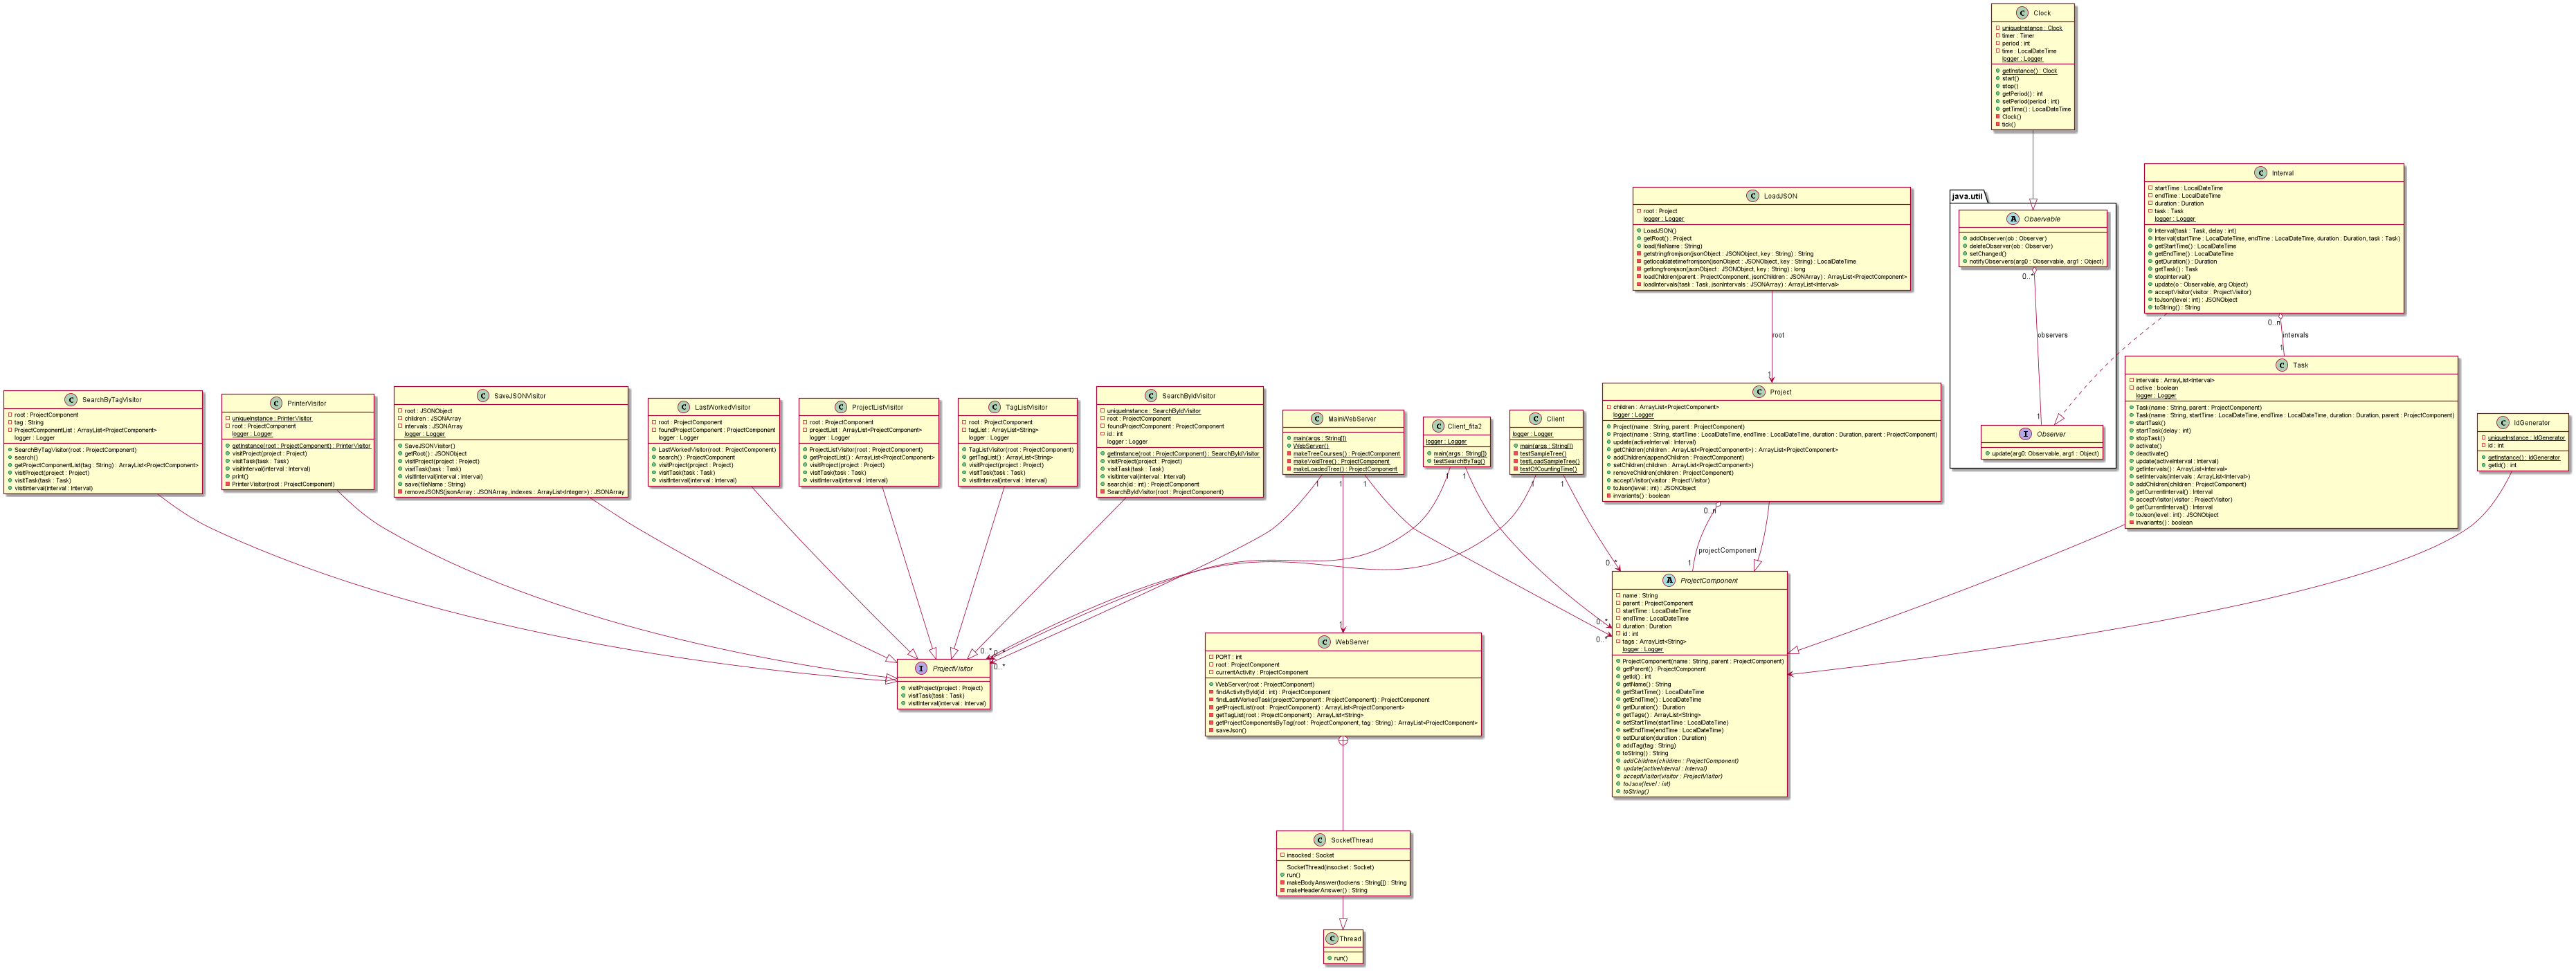 Clock
uniqueInstance : Clock
timer : Timer
period : int
time : LocalDateTime
logger : Logger
getInstance() : Clock
start()
stop()
getPeriod() : int
setPeriod(period : int)
getTime() : LocalDateTime
Clock()
tick()
java.util
Observable
addObserver(ob : Observer)
deleteObserver(ob : Observer)
setChanged()
notifyObservers(arg0 : Observable, arg1 : Object)
0..*
observers
1
Observer
update(arg0: Observable, arg1 : Object)
Interval
startTime : LocalDateTime
endTime : LocalDateTime
duration : Duration
task : Task
logger : Logger
Interval(task : Task, delay : int)
Interval(startTime : LocalDateTime, endTime : LocalDateTime, duration : Duration, task : Task)
getStartTime() : LocalDateTime
getEndTime() : LocalDateTime
getDuration() : Duration
getTask() : Task
stopInterval()
update(o : Observable, arg Object)
acceptVisitor(visitor : ProjectVisitor)
toJson(level : int) : JSONObject
toString() : String
0..n
intervals
1
LoadJSON
root : Project
logger : Logger
LoadJSON()
getRoot() : Project
load(fileName : String)
getstringfromjson(jsonObject : JSONObject, key : String) : String
getlocaldatetimefromjson(jsonObject : JSONObject, key : String) : LocalDateTime
getlongfromjson(jsonObject : JSONObject, key : String) : long
loadChildren(parent : ProjectComponent, jsonChildren : JSONArray) : ArrayList<ProjectComponent>
loadIntervals(task : Task, jsonIntervals : JSONArray) : ArrayList<Interval>
root
1
SearchByTagVisitor
root : ProjectComponent
tag : String
ProjectComponentList : ArrayList<ProjectComponent>
logger : Logger
SearchByTagVisitor(root : ProjectComponent)
search()
getProjectComponentList(tag : String) : ArrayList<ProjectComponent>
visitProject(project : Project)
visitTask(task : Task)
visitInterval(interval : Interval)
PrinterVisitor
uniqueInstance : PrinterVisitor
root : ProjectComponent
logger : Logger
getInstance(root : ProjectComponent) : PrinterVisitor
visitProject(project : Project)
visitTask(task : Task)
visitInterval(interval : Interval)
print()
PrinterVisitor(root : ProjectComponent)
SaveJSONVisitor
root : JSONObject
children : JSONArray
intervals : JSONArray
logger : Logger
SaveJSONVisitor()
getRoot() : JSONObject
visitProject(project : Project)
visitTask(task : Task)
visitInterval(interval : Interval)
save(fileName : String)
removeJSONS(jsonArray : JSONArray, indexes : ArrayList<Integer>) : JSONArray
LastWorkedVisitor
root : ProjectComponent
foundProjectComponent : ProjectComponent
logger : Logger
LastWorkedVisitor(root : ProjectComponent)
search() : ProjectComponent
visitProject(project : Project)
visitTask(task : Task)
visitInterval(interval : Interval)
ProjectListVisitor
root : ProjectComponent
projectList : ArrayList<ProjectComponent>
logger : Logger
ProjectListVisitor(root : ProjectComponent)
getProjectList() : ArrayList<ProjectComponent>
visitProject(project : Project)
visitTask(task : Task)
visitInterval(interval : Interval)
TagListVisitor
root : ProjectComponent
tagList : ArrayList<String>
logger : Logger
TagListVisitor(root : ProjectComponent)
getTagList() : ArrayList<String>
visitProject(project : Project)
visitTask(task : Task)
visitInterval(interval : Interval)
SearchByIdVisitor
uniqueInstance : SearchByIdVisitor
root : ProjectComponent
foundProjectComponent : ProjectComponent
id : int
logger : Logger
getInstance(root : ProjectComponent) : SearchByIdVisitor
visitProject(project : Project)
visitTask(task : Task)
visitInterval(interval : Interval)
search(id : int) : ProjectComponent
SearchByIdVisitor(root : ProjectComponent)
MainWebServer
main(args : String[])
WebServer()
makeTreeCourses() : ProjectComponent
makeVoidTree() : ProjectComponent
makeLoadedTree() : ProjectComponent
1
1
1
Client_fita2
logger : Logger
main(args : String[])
testSearchByTag()
1
1
Client
logger : Logger
main(args : String[])
testSampleTree()
testLoadSampleTree()
testOfCountingTime()
1
1
Project
children : ArrayList<ProjectComponent>
logger : Logger
Project(name : String, parent : ProjectComponent)
Project(name : String, startTime : LocalDateTime, endTime : LocalDateTime, duration : Duration, parent : ProjectComponent)
update(activeInterval : Interval)
getChildren(children : ArrayList<ProjectComponent>) : ArrayList<ProjectComponent>
addChildren(appendChildren : ProjectComponent)
setChildren(children : ArrayList<ProjectComponent>)
removeChildren(children : ProjectComponent)
acceptVisitor(visitor : ProjectVisitor)
toJson(level : int) : JSONObject
invariants() : boolean
0..n
projectComponent
1
Task
intervals : ArrayList<Interval>
active : boolean
logger : Logger
Task(name : String, parent : ProjectComponent)
Task(name : String, startTime : LocalDateTime, endTime : LocalDateTime, duration : Duration, parent : ProjectComponent)
startTask()
startTask(delay : int)
stopTask()
activate()
deactivate()
update(activeInterval : Interval)
getIntervals() : ArrayList<Interval>
setIntervals(intervals : ArrayList<Interval>)
addChildren(children : ProjectComponent)
getCurrentInterval() : Interval
acceptVisitor(visitor : ProjectVisitor)
getCurrentInterval() : Interval
toJson(level : int) : JSONObject
invariants() : boolean
IdGenerator
uniqueInstance : IdGenerator
id : int
getInstance() : IdGenerator
getId() : int
0..*
0..*
0..*
ProjectVisitor
visitProject(project : Project)
visitTask(task : Task)
visitInterval(interval : Interval)
1
WebServer
PORT : int
root : ProjectComponent
currentActivity : ProjectComponent
WebServer(root : ProjectComponent)
findActivityById(id : int) : ProjectComponent
findLastWorkedTask(projectComponent : ProjectComponent) : ProjectComponent
getProjectList(root : ProjectComponent) : ArrayList<ProjectComponent>
getTagList(root : ProjectComponent) : ArrayList<String>
getProjectComponentsByTag(root : ProjectComponent, tag : String) : ArrayList<ProjectComponent>
saveJson()
0..*
0..*
0..*
ProjectComponent
name : String
parent : ProjectComponent
startTime : LocalDateTime
endTime : LocalDateTime
duration : Duration
id : int
tags : ArrayList<String>
logger : Logger
ProjectComponent(name : String, parent : ProjectComponent)
getParent() : ProjectComponent
getId() : int
getName() : String
getStartTime() : LocalDateTime
getEndTime() : LocalDateTime
getDuration() : Duration
getTags() : ArrayList<String>
setStartTime(startTime : LocalDateTime)
setEndTime(endTime : LocalDateTime)
setDuration(duration : Duration)
addTag(tag : String)
toString() : String
addChildren(children : ProjectComponent)
update(activeInterval : Interval)
acceptVisitor(visitor : ProjectVisitor)
toJson(level : int)
toString()
SocketThread
insocked : Socket
SocketThread(insocket : Socket)
run()
makeBodyAnswer(tockens : String[]) : String
makeHeaderAnswer() : String
Thread
run()